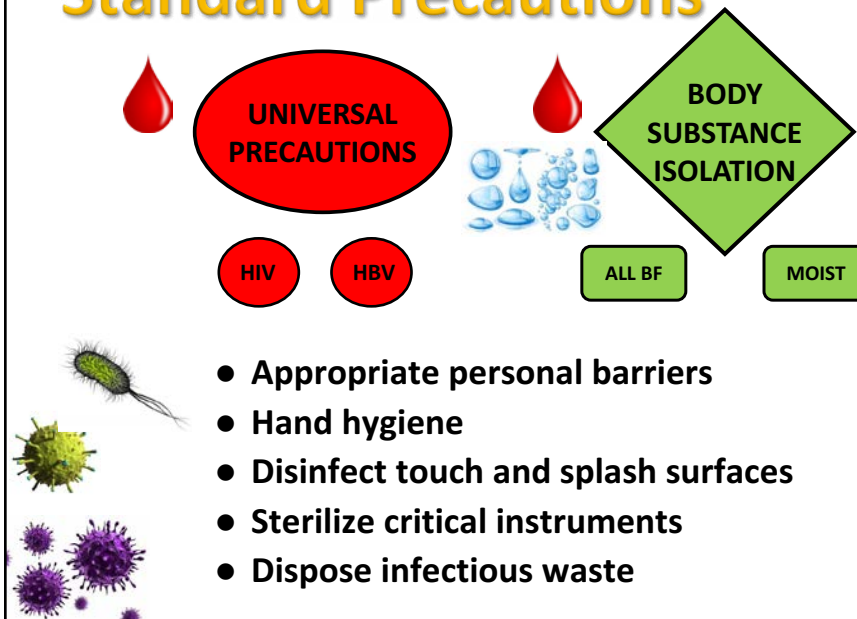 Standard Precautions
UNIVERSAL
PRECAUTIONS
BODY
SUBSTANCE
ISOLATION
HIV
HBV
ALL BF
MOIST
● Appropriate personal barriers
● Hand hygiene
● Disinfect touch and splash surfaces
● Sterilize critical instruments
● Dispose infectious waste